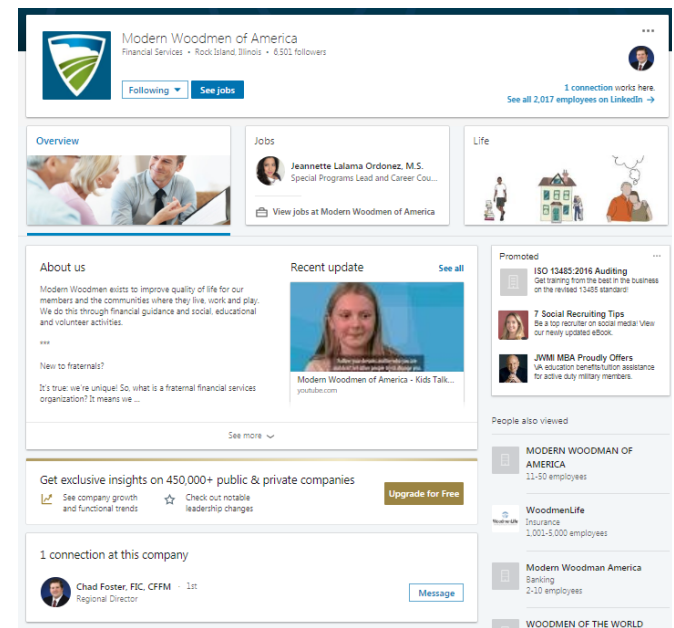 Modern Woodmen of America
Financial Services • Rock Island, Illinois • 6,501 followers
Following
See jobs
1 connection works here.
See all 2,017 employees on LinkedIn →
Overview
Jobs
Jeannette Lalama Ordonez, M.S.
Special Programs Lead and Career Cou...
View jobs at Modern Woodmen of America
Life
About us
Modern Woodmen exists to improve quality of life for our
members and the communities where they live, work and play.
We do this through financial guidance and social, educational
and volunteer activities.
***
New to fraternals?
It's true: we're unique! So, what is a fraternal financial services
organization? It means we ...
Recent update
See all
Modern Woodmen of America - Kids Talk...
youtube.com
See more
Promoted
ISO 13485:2016 Auditing
Get training from the best in the business
on the revised 13485 standard!
7 Social Recruiting Tips
Be a top recruiter on social media! View
our newly updated eBook.
JWMI MBA Proudly Offers
VA education benefits/tuition assistance
for active duty military members.
Get exclusive insights on 450,000+ public & private companies
See company growth
and functional trends
Check out notable
leadership changes
Upgrade for Free
1 connection at this company
Chad Foster, FIC, CFFM · 1st
Regional Director
Message
People also viewed
MODERN WOODMAN OF
AMERICA
11-50 employees
WoodmenLife
WoodmenLife
Insurance
1,001-5,000 employees
Modern Woodman America
Banking
2-10 employees
WOODMEN OF THE WORLD